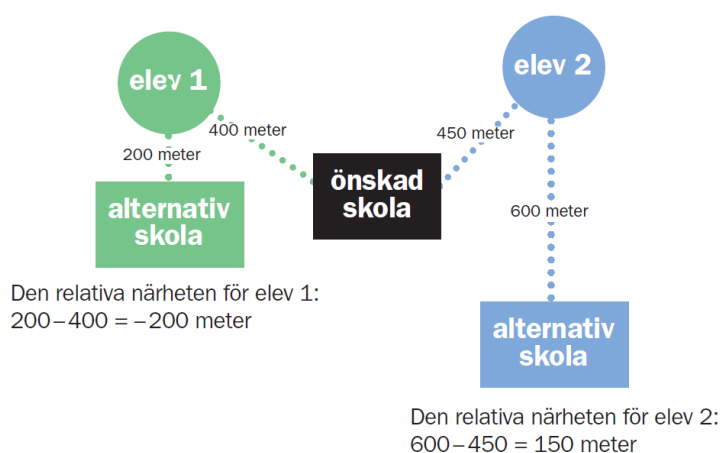 elev 1
elev 2
400 meter
450 meter
200 meter
önskad
skola
alternativ
skola
600 meter
Den relativa närheten för elev 1:
200–400 = –200 meter
alternativ
skola
Den relativa närheten för elev 2:
600–450 = 150 meter